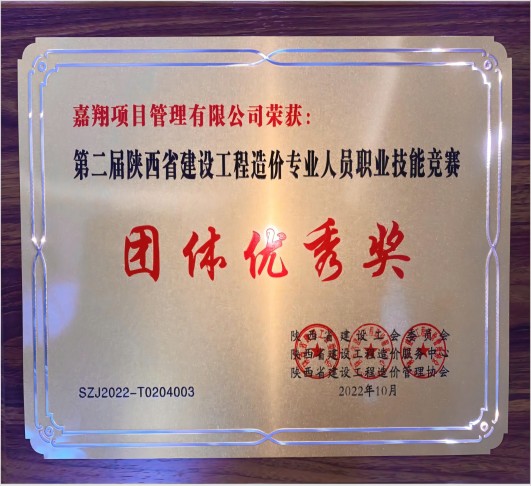 嘉翔项目管理有限公司荣获：
第二届陕西省建设工程造价专业人员职业技能竞赛
团体优秀奖
陕西省建设工会委员会
陕西省建设工程造价服务中心
SZJ2022-T0204003 陕西省建设工程造价管理协会
2022年10月